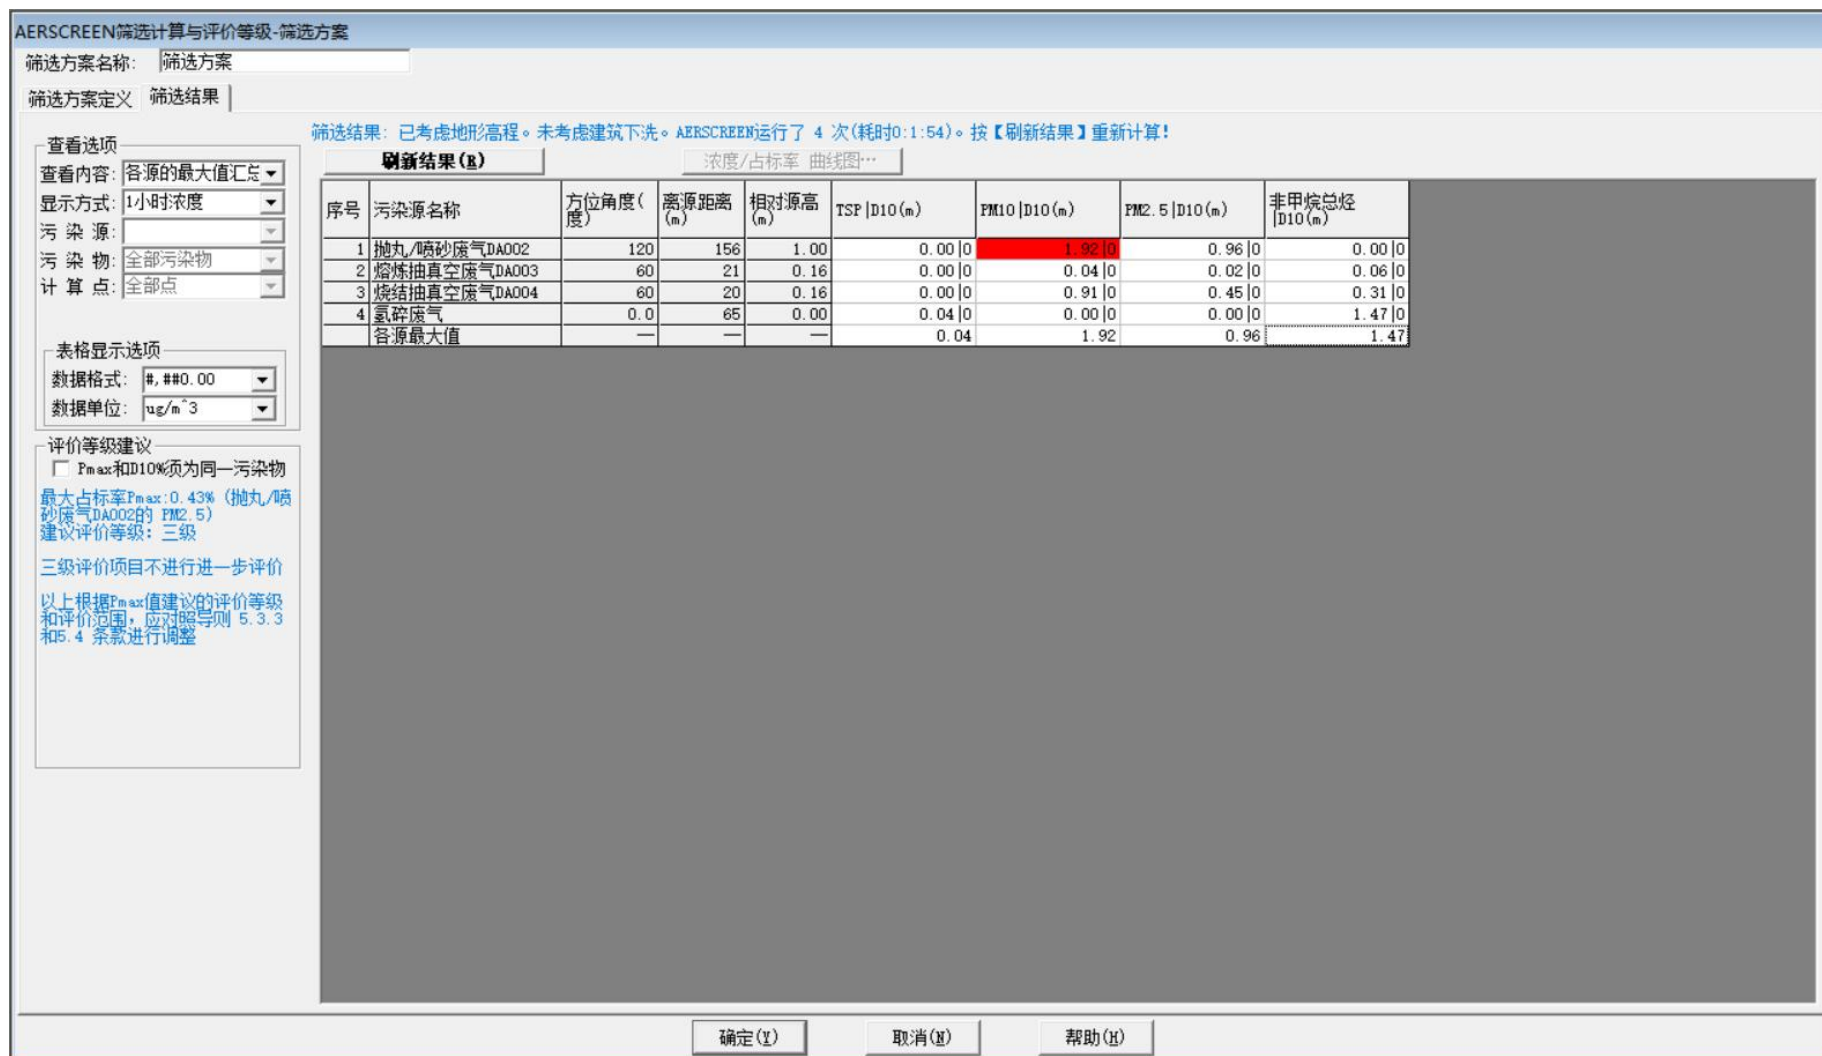 AERSCREEN筛选计算与评价等级-筛选方案
筛选方案名称: 筛选方案
筛选方案定义 筛选结果
查看选项
查看内容: 各源的最大值汇总
显示方式: 1小时浓度
污 染 源:
污 染 物: 全部污染物
计 算 点: 全部点
表格显示选项
数据格式: #,##0.00
数据单位: ug/m^3
评价等级建议
Pmax和D10%须为同一污染物
最大占标率Pmax:0.43% (抛丸/喷
砂废气DA002的 PM2.5)
建议评价等级: 三级
三级评价项目不进行进一步评价
以上根据Pmax值建议的评价等级
和评价范围,应对照导则 5.3.3
和5.4 条款进行调整
筛选结果: 已考虑地形高程。未考虑建筑下洗。AERSCREEN运行了 4 次(耗时0:1:54)。按【刷新结果】重新计算!
刷新结果(R) 浓度/占标率 曲线图…
序号 污染源名称 方位角度(度) 离源距离(m) 相对源高(m) TSP|D10(m) PM10|D10(m) PM2.5|D10(m) 非甲烷总烃|D10(m)
1 抛丸/喷砂废气DA002 120 156 1.00 0.00|0 1.92|0 0.96|0 0.00|0
2 熔炼抽真空废气DA003 60 21 0.16 0.00|0 0.04|0 0.02|0 0.06|0
3 烧结抽真空废气DA004 60 20 0.16 0.00|0 0.91|0 0.45|0 0.31|0
4 氢碎废气 0.0 65 0.00 0.04|0 0.00|0 0.00|0 1.47|0
各源最大值 — — — 0.04 1.92 0.96 1.47
确定(Y) 取消(N) 帮助(H)